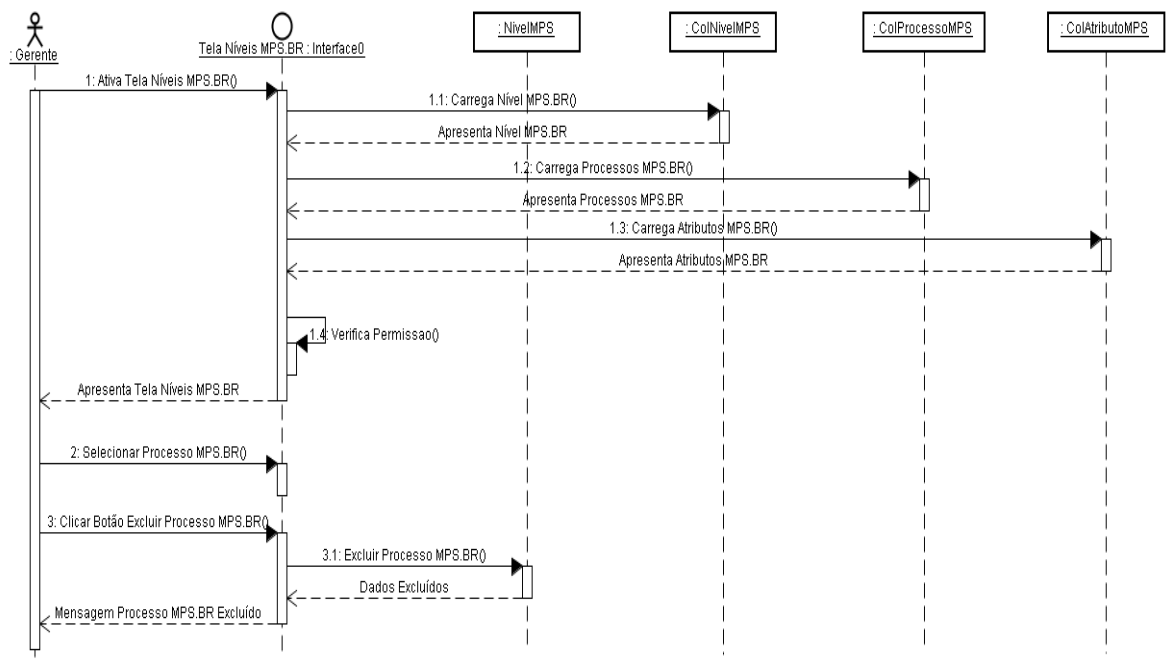 : Gerente
Tela Níveis MPS.BR : Interface0
: NivelMPS
: ColNivelMPS
: ColProcessoMPS
: ColAtributoMPS
1: Ativa Tela Níveis MPS.BR()
1.1: Carrega Nível MPS.BR()
Apresenta Nível MPS.BR
1.2: Carrega Processos MPS.BR()
Apresenta Processos MPS.BR
1.3: Carrega Atributos MPS.BR()
Apresenta Atributos MPS.BR
1.4: Verifica Permissao()
Apresenta Tela Níveis MPS.BR
2: Selecionar Processo MPS.BR()
3: Clicar Botão Excluir Processo MPS.BR()
3.1: Excluir Processo MPS.BR()
Dados Excluídos
Mensagem Processo MPS.BR Excluído